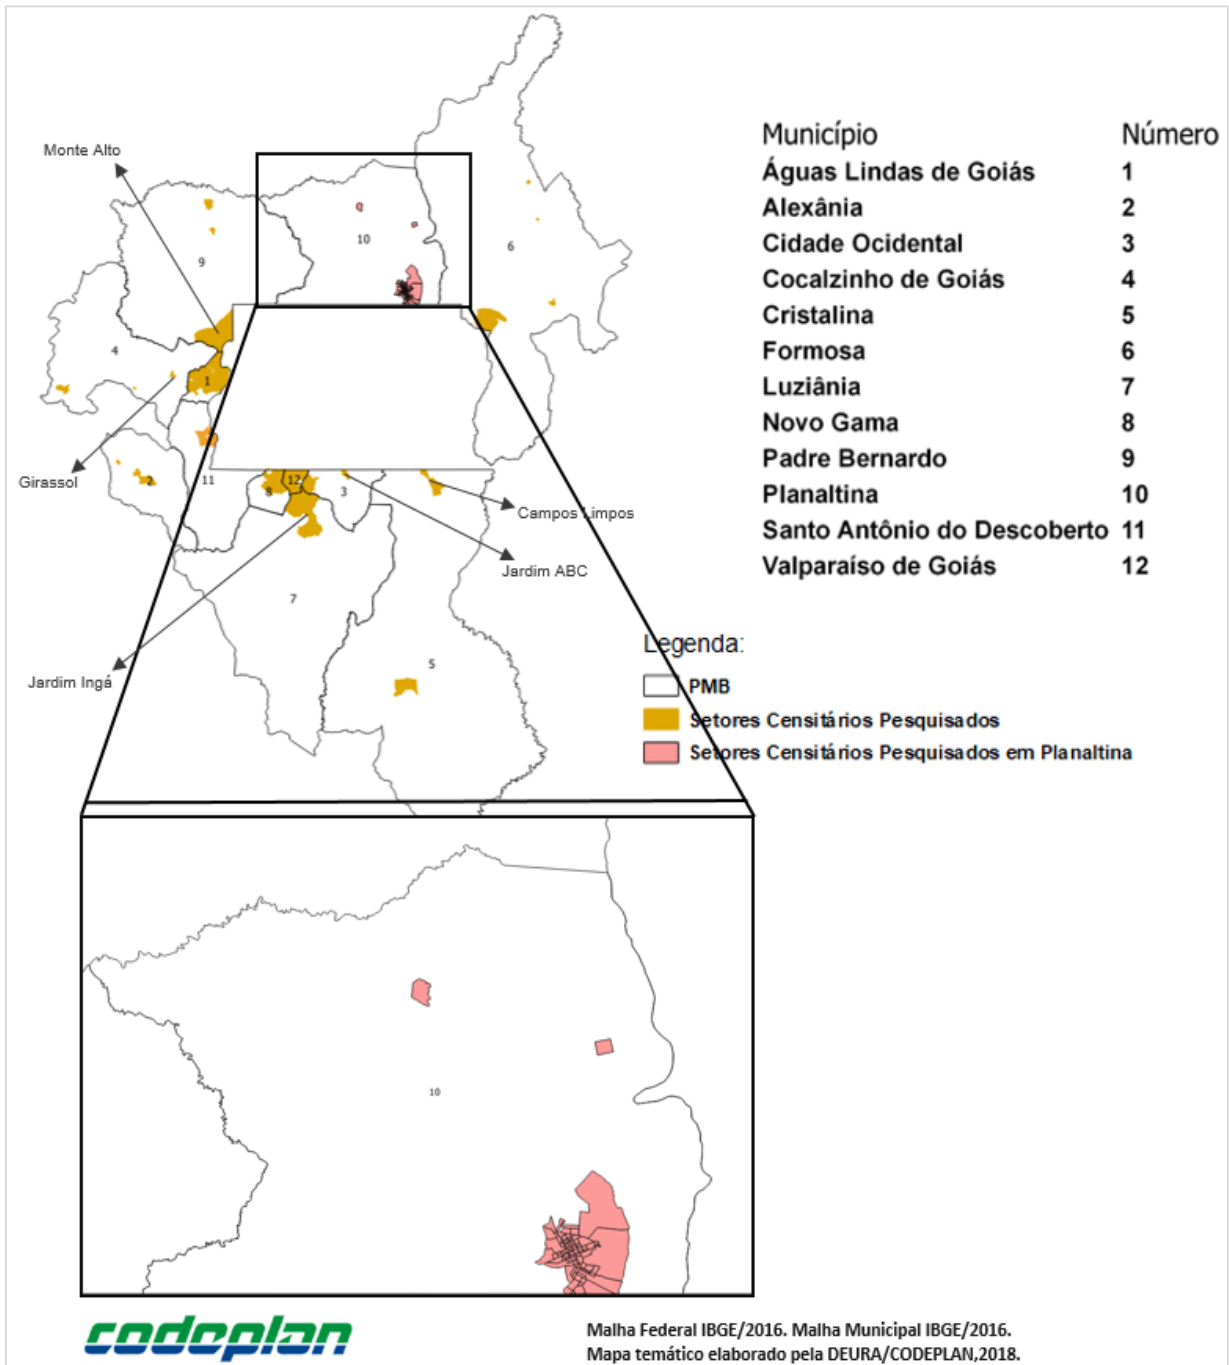 Município Número
Águas Lindas de Goiás 1
Alexânia 2
Cidade Ocidental 3
Cocalzinho de Goiás 4
Cristalina 5
Formosa 6
Luziânia 7
Novo Gama 8
Padre Bernardo 9
Planaltina 10
Santo Antônio do Descoberto 11
Valparaíso de Goiás 12
Monte Alto
10
6
9
4
1
Girassol
2
11
8
12
3
Campos Limpos
Jardim ABC
7
5
Jardim Ingá
Legenda:
PMB
Setores Censitários Pesquisados
Setores Censitários Pesquisados em Planaltina
10
codeplan
Malha Federal IBGE/2016. Malha Municipal IBGE/2016.
Mapa temático elaborado pela DEURA/CODEPLAN,2018.